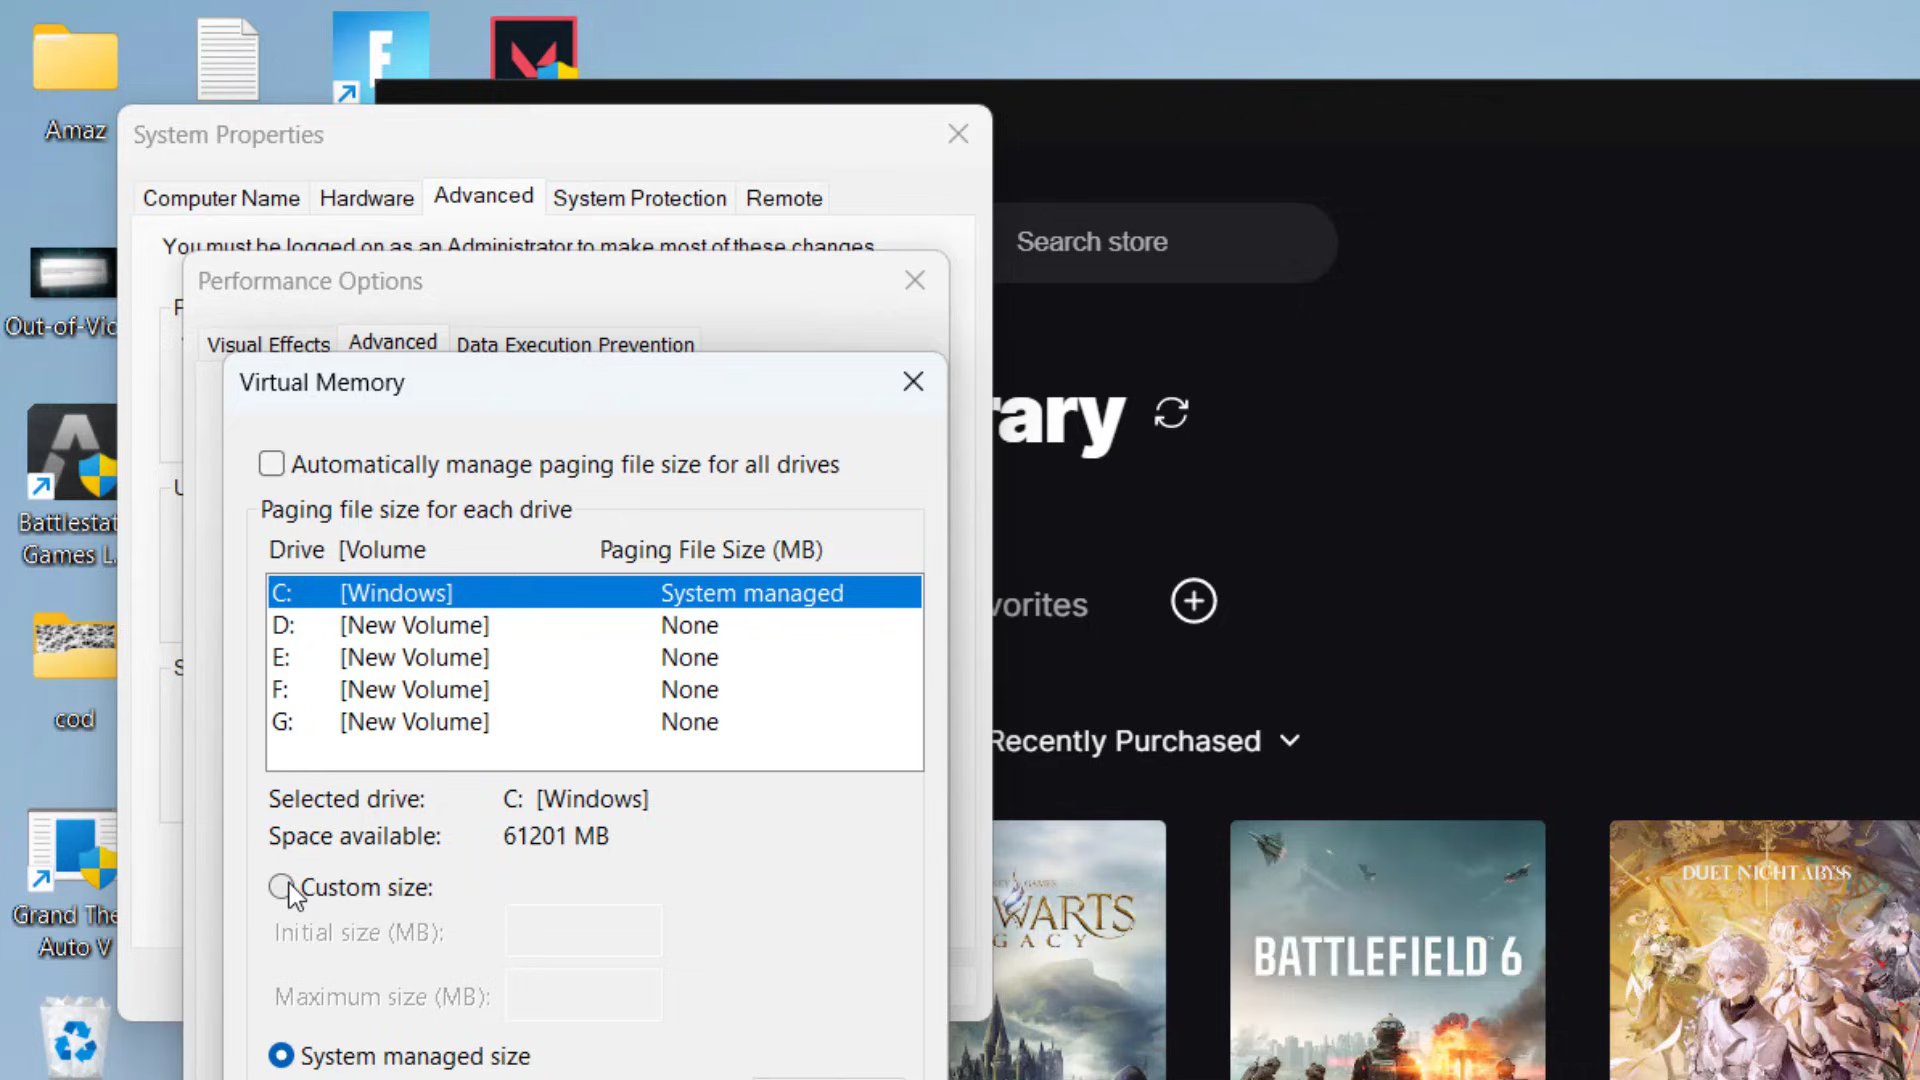 Amaz
System Properties
Computer Name
Hardware
Advanced
System Protection
Remote
You must be logged on as an Administrator to make most of these changes.
Performance Options
Visual Effects
Advanced
Data Execution Prevention
Virtual Memory
Automatically manage paging file size for all drives
Paging file size for each drive
Drive [Volume Paging File Size (MB)
C: [Windows] System managed
D: [New Volume] None
E: [New Volume] None
F: [New Volume] None
G: [New Volume] None
Selected drive: C: [Windows]
Space available: 61201 MB
Custom size:
Initial size (MB):
Maximum size (MB):
System managed size
Out-of-Vid
Battlestat
Games L.
cod
Grand The
Auto V
Search store
rary
vorites
Recently Purchased
WARTS
GACY
BATTLEFIELD 6
DUET NIGHT ABYSS